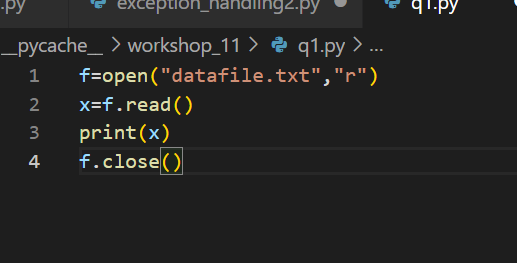 .py exception_handling2.py q1.py
__pycache__ > workshop_11 > q1.py > ...
1 f=open("datafile.txt","r")
2 x=f.read()
3 print(x)
4 f.close()